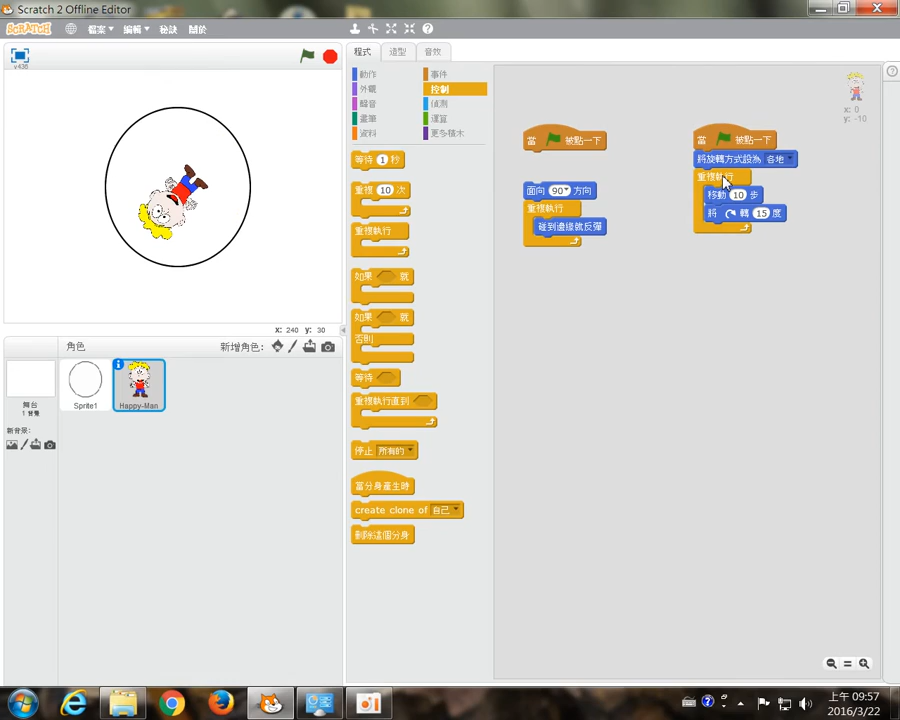 Scratch 2 Offline Editor
SCRATCH 檔案 編輯 秘訣 關於
v436
x: 240 y: 30
角色 新增角色:
舞台
1 背景
新背景:
Sprite1
Happy-Man
程式 造型 音效
動作 事件
外觀 控制
聲音 偵測
畫筆 運算
資料 更多積木
等待 1 秒
重複 10 次
重複執行
如果 就
如果 就
否則
等待
重複執行直到
停止 所有的
當分身產生時
create clone of 自己
刪除這個分身
當 被點一下
面向 90 方向
重複執行
碰到邊緣就反彈
當 被點一下
將旋轉方式設為 各地
重複執行
移動 10 步
將 轉 15 度
x: 0
y: -10
上午 09:57
2016/3/22